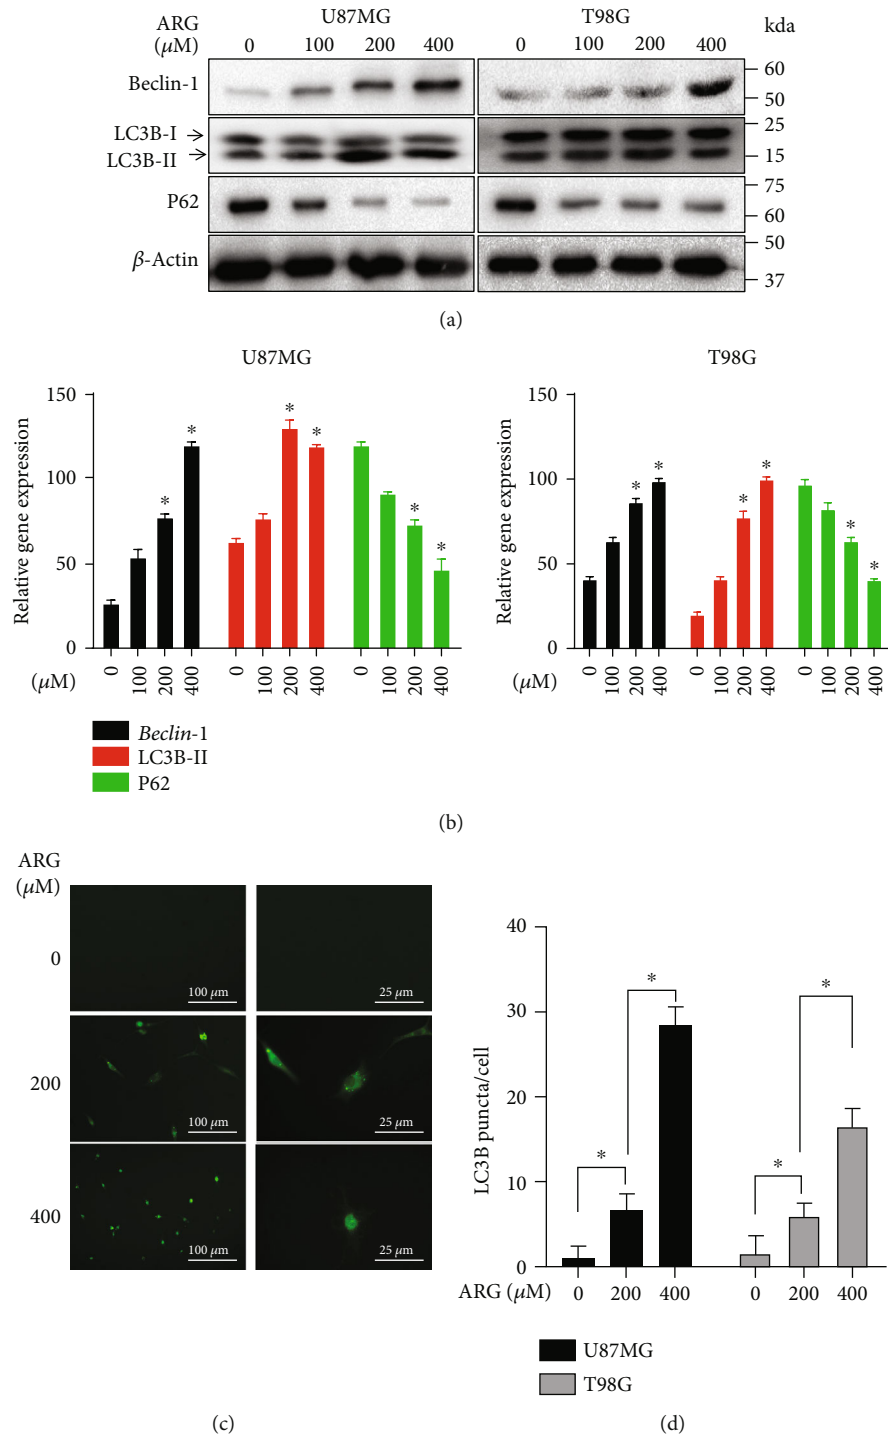 ARG
(μM)
U87MG
T98G
kda
0 100 200 400
0 100 200 400
Beclin-1
60
50
LC3B-I
LC3B-II
25
15
P62
75
60
β-Actin
50
37
(a)
U87MG
T98G
Relative gene expression
150
100
50
0
* * * * * *
(μM)
0 100 200 400 0 100 200 400 0 100 200 400
Relative gene expression
150
100
50
0
* * * * * *
(μM)
0 100 200 400 0 100 200 400 0 100 200 400
Beclin-1
LC3B-II
P62
(b)
ARG
(μM)
0
100 μm
25 μm
200
100 μm
25 μm
400
100 μm
25 μm
(c)
LC3B puncta/cell
40
30
20
10
0
* * * *
ARG (μM)
0 200 400 0 200 400
U87MG
T98G
(d)